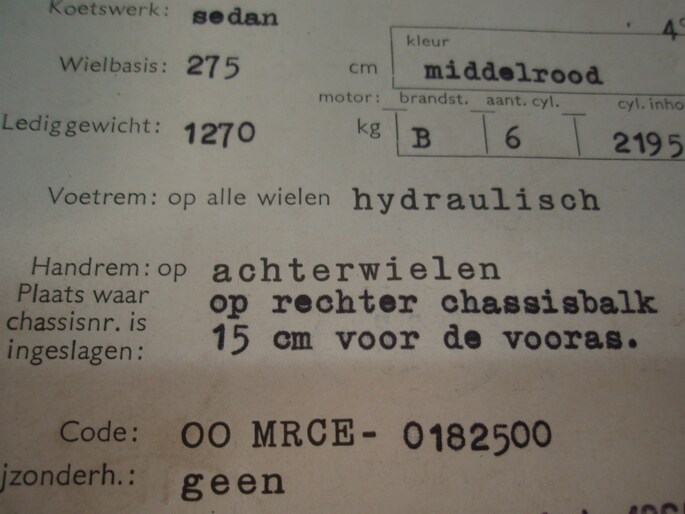 Koetswerk: sedan
kleur
Wielbasis: 275 cm middelrood
motor: brandst. aant. cyl. cyl. inho
Ledig gewicht: 1270 kg B 6 2195
Voetrem: op alle wielen hydraulisch
Handrem: op achterwielen
Plaats waar op rechter chassisbalk
chassisnr. is 15 cm voor de vooras.
ingeslagen:
Code: 00 MRCE- 0182500
jzonderh.: geen